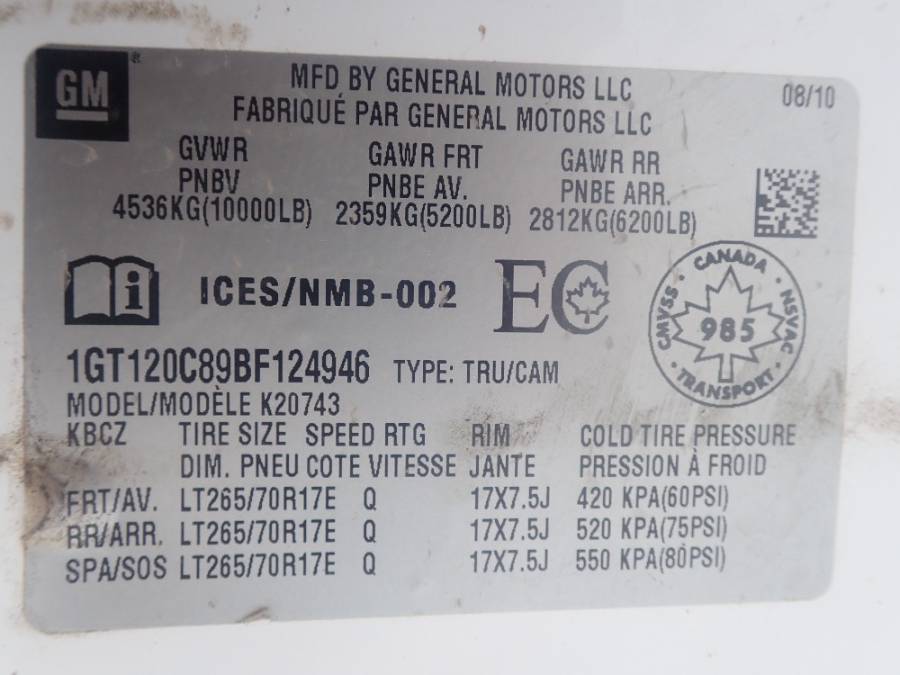 GM
MFD BY GENERAL MOTORS LLC
08/10
FABRIQUÉ PAR GENERAL MOTORS LLC
GVWR GAWR FRT GAWR RR
PNBV PNBE AV. PNBE ARR.
4536KG(10000LB) 2359KG(5200LB) 2812KG(6200LB)
i ICES/NMB-002 EC
CANADA
CMVSS 985 NSVAC
TRANSPORT
1GT120C89BF124946 TYPE: TRU/CAM
MODEL/MODÈLE K20743
KBCZ TIRE SIZE SPEED RTG RIM COLD TIRE PRESSURE
DIM. PNEU COTE VITESSE JANTE PRESSION À FROID
FRT/AV. LT265/70R17E Q 17X7.5J 420 KPA(60PSI)
RR/ARR. LT265/70R17E Q 17X7.5J 520 KPA(75PSI)
SPA/SOS LT265/70R17E Q 17X7.5J 550 KPA(80PSI)